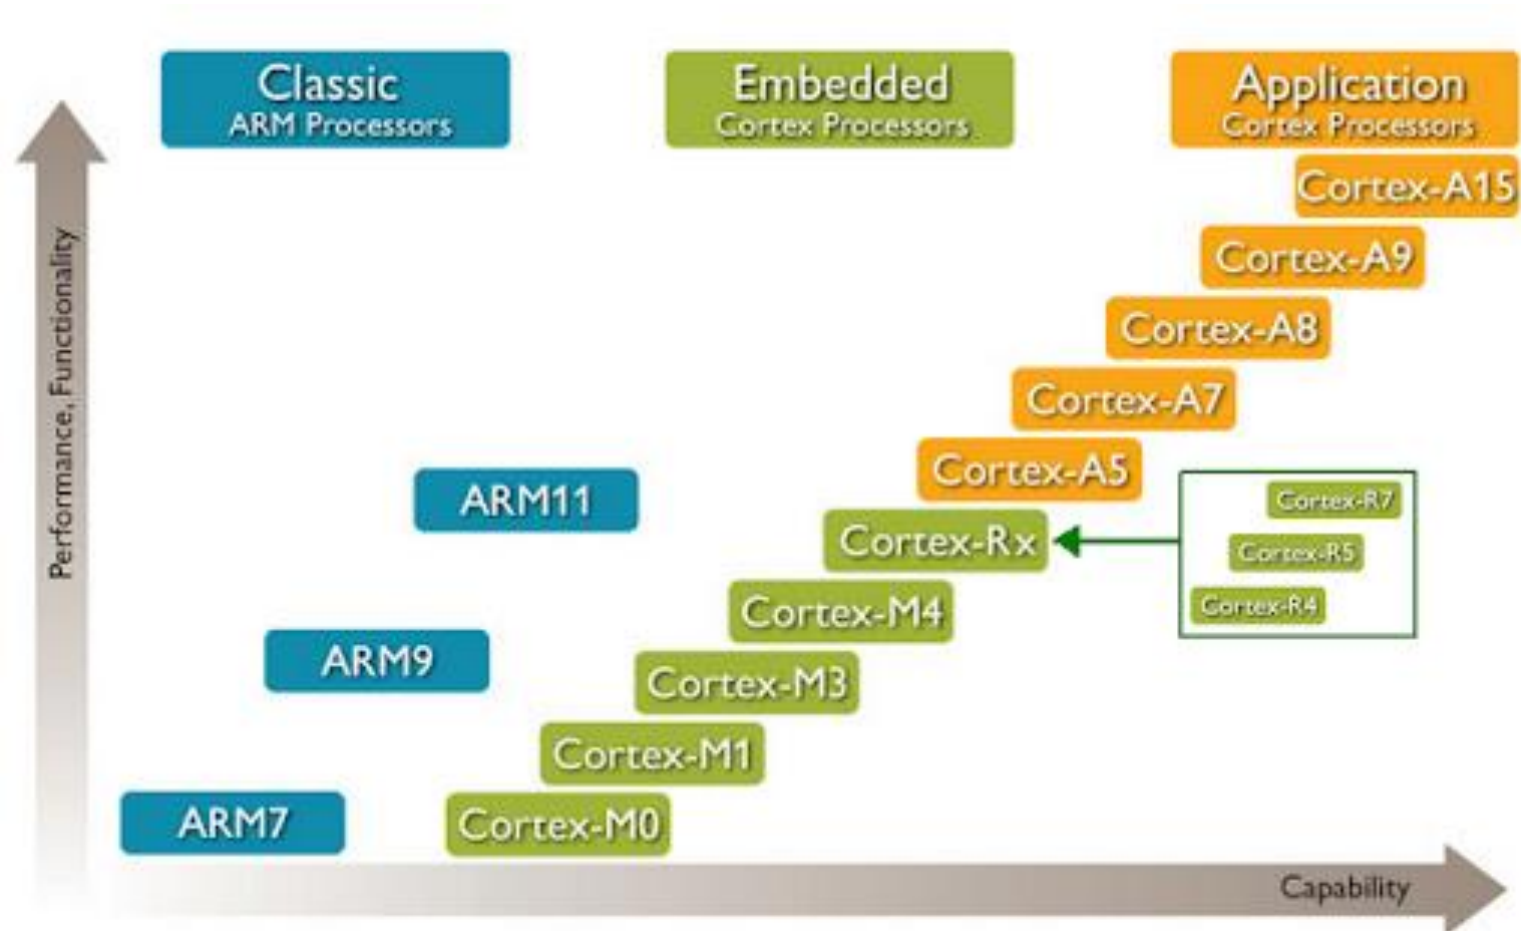 Classic
ARM Processors
Embedded
Cortex Processors
Application
Cortex Processors
Cortex-A15
Cortex-A9
Cortex-A8
Cortex-A7
Cortex-A5
Performance, Functionality
ARM11
Cortex-R7
Cortex-Rx
Cortex-R5
Cortex-R4
Cortex-M4
ARM9
Cortex-M3
Cortex-M1
ARM7
Cortex-M0
Capability